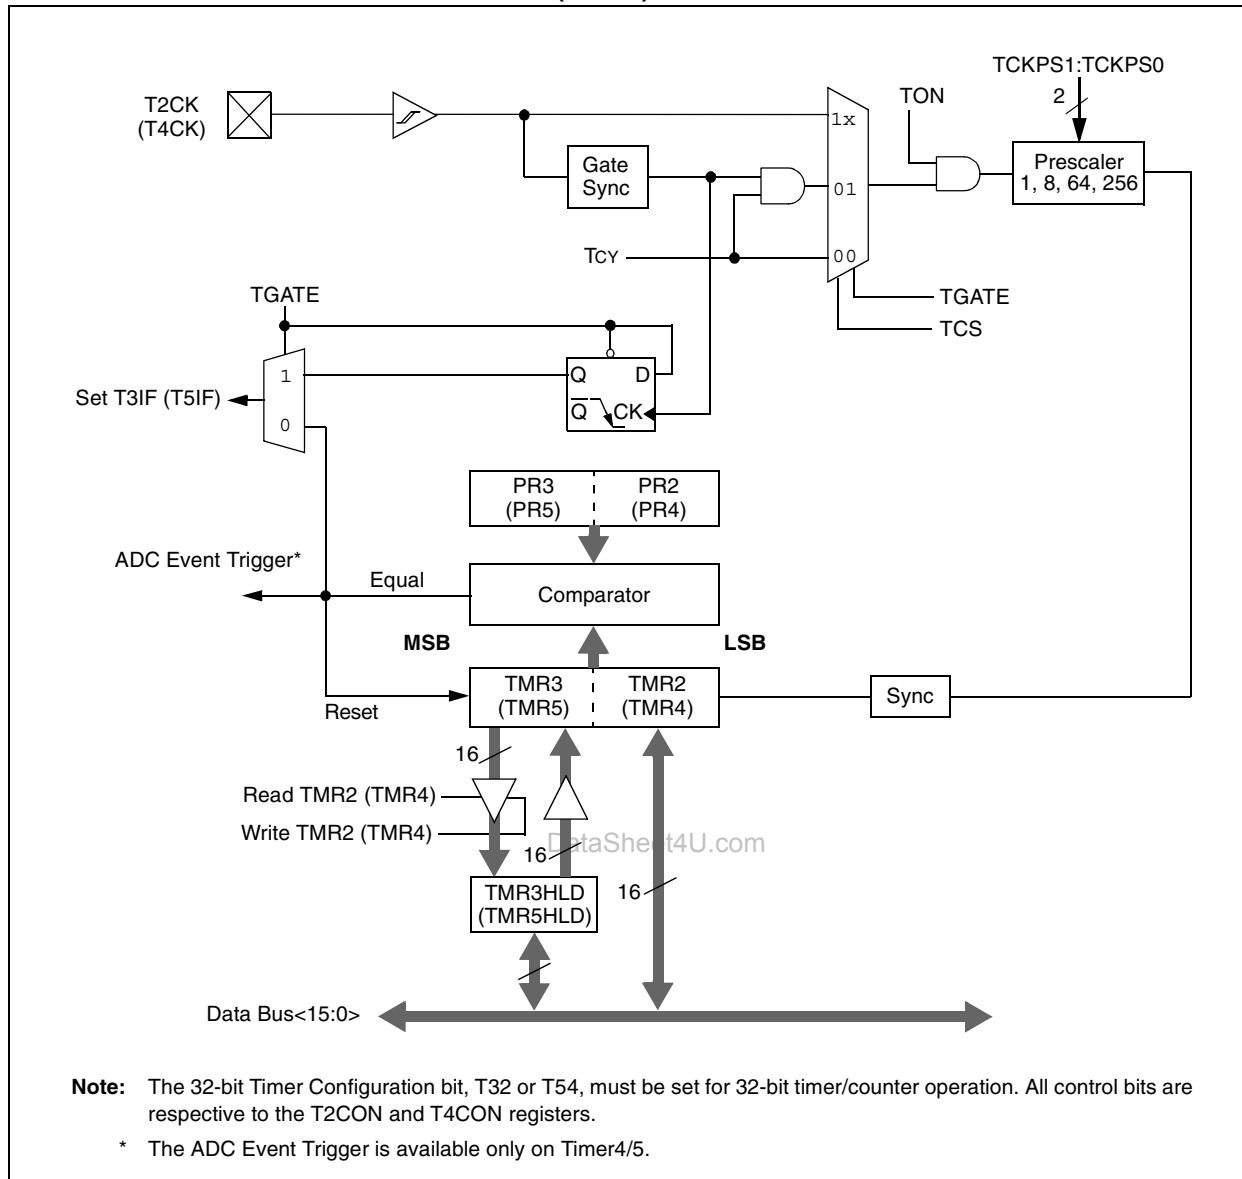 TCKPS1:TCKPS0
2
TON
T2CK
(T4CK)
1x
Gate
Sync
Prescaler
1, 8, 64, 256
01
TCY
00
TGATE
TGATE
TCS
1
Q
D
Set T3IF (T5IF)
Q
CK
0
PR3
(PR5)
PR2
(PR4)
ADC Event Trigger*
Equal
Comparator
MSB
LSB
TMR3
(TMR5)
TMR2
(TMR4)
Sync
Reset
16
Read TMR2 (TMR4)
Write TMR2 (TMR4)
DataSheet4U.com
16
TMR3HLD
(TMR5HLD)
16
Data Bus<15:0>
Note: The 32-bit Timer Configuration bit, T32 or T54, must be set for 32-bit timer/counter operation. All control bits are
respective to the T2CON and T4CON registers.
* The ADC Event Trigger is available only on Timer4/5.